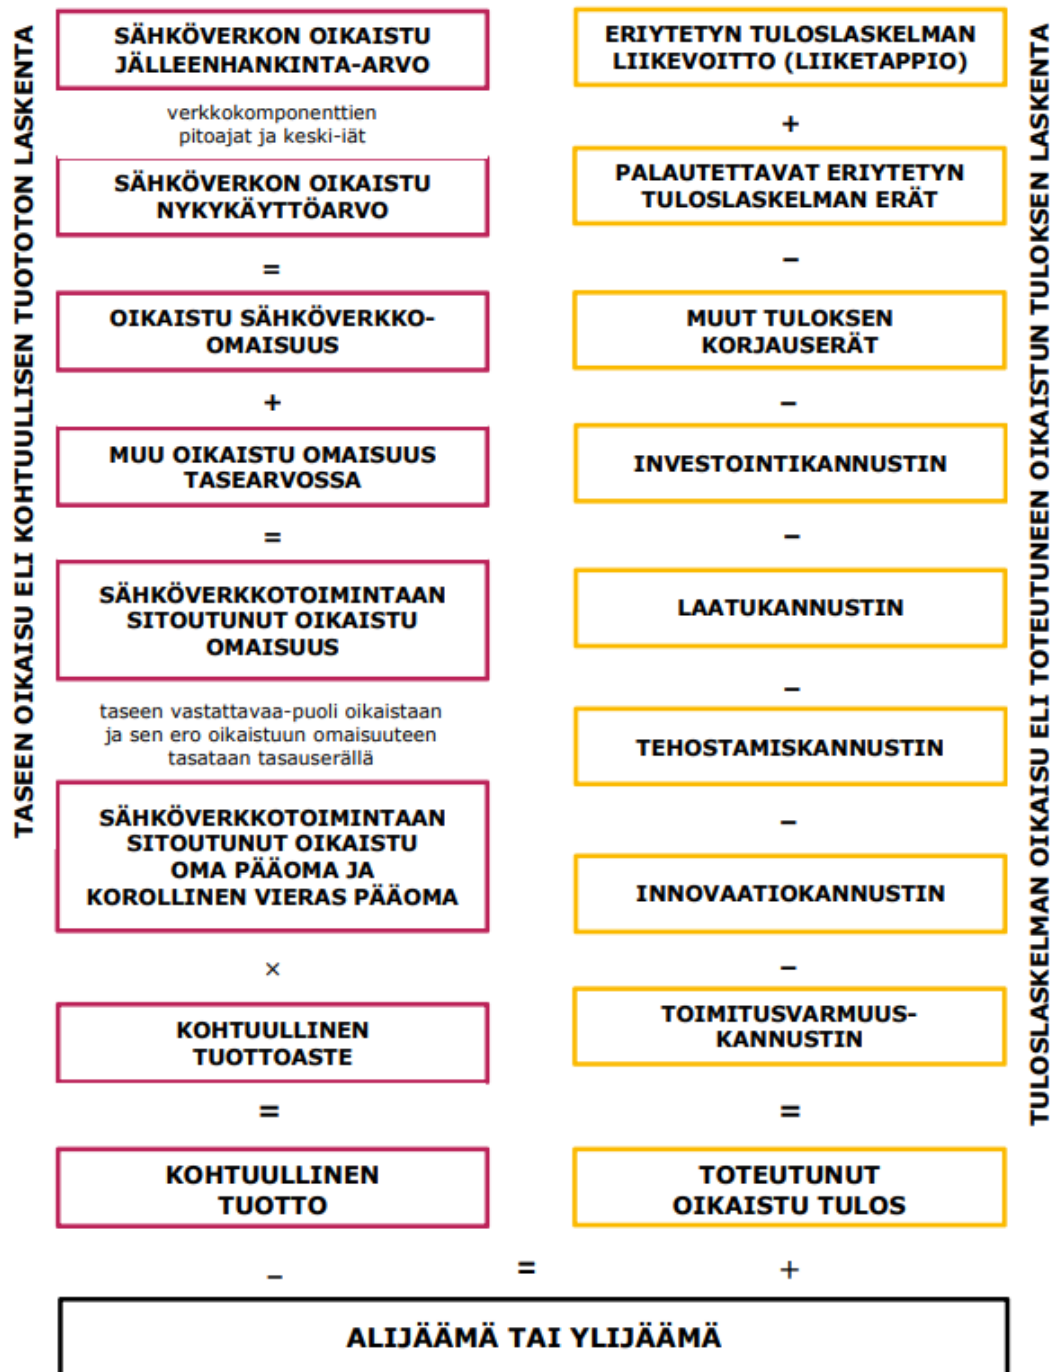 TASEEN OIKAISU ELI KOHTUULLISEN TUOTOTON LASKENTA
SÄHKÖVERKON OIKAISTU
JÄLLEENHANKINTA-ARVO
verkkokomponenttien
pitoajat ja keski-iät
SÄHKÖVERKON OIKAISTU
NYKYKÄYTTÖARVO
=
OIKAISTU SÄHKÖVERKKO-
OMAISUUS
+
MUU OIKAISTU OMAISUUS
TASEARVOSSA
=
SÄHKÖVERKKOTOIMINTAAN
SITOUTUNUT OIKAISTU
OMAISUUS
taseen vastattavaa-puoli oikaistaan
ja sen ero oikaistuun omaisuuteen
tasataan tasauserällä
SÄHKÖVERKKOTOIMINTAAN
SITOUTUNUT OIKAISTU
OMA PÄÄOMA JA
KOROLLINEN VIERAS PÄÄOMA
×
KOHTUULLINEN
TUOTTOASTE
=
KOHTUULLINEN
TUOTTO
ERIYTETYN TULOSLASKELMAN
LIIKEVOITTO (LIIKETAPPIO)
+
PALAUTETTAVAT ERIYTETYN
TULOSLASKELMAN ERÄT
–
MUUT TULOKSEN
KORJAUSERÄT
–
INVESTOINTIKANNUSTIN
–
LAATUKANNUSTIN
–
TEHOSTAMISKANNUSTIN
–
INNOVAATIOKANNUSTIN
–
TOIMITUSVARMUUS-
KANNUSTIN
=
TOTEUTUNUT
OIKAISTU TULOS
TULOSLASKELMAN OIKAISU ELI TOTEUTUNEEN OIKAISTUN TULOKSEN LASKENTA
– = +
ALIJÄÄMÄ TAI YLIJÄÄMÄ